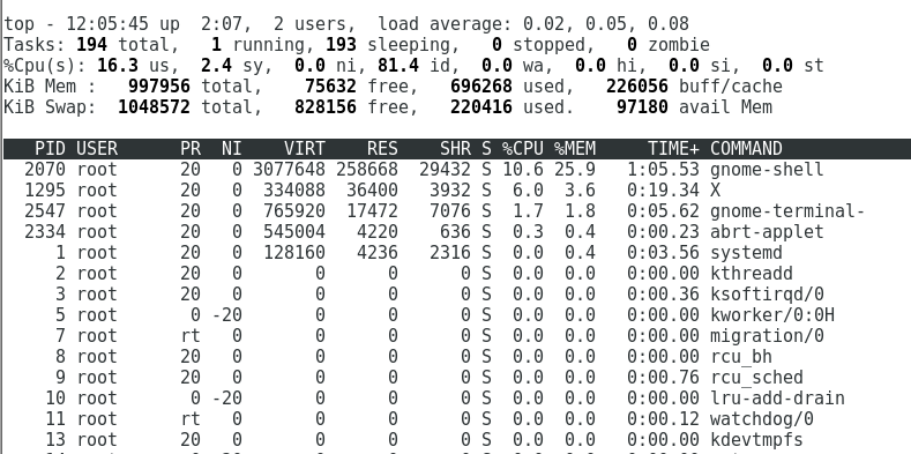 top - 12:05:45 up  2:07,  2 users,  load average: 0.02, 0.05, 0.08
Tasks: 194 total,   1 running, 193 sleeping,   0 stopped,   0 zombie
%Cpu(s): 16.3 us,  2.4 sy,  0.0 ni, 81.4 id,  0.0 wa,  0.0 hi,  0.0 si,  0.0 st
KiB Mem :   997956 total,    75632 free,   696268 used,   226056 buff/cache
KiB Swap:  1048572 total,   828156 free,   220416 used.    97180 avail Mem
PID USER      PR  NI    VIRT    RES    SHR S %CPU %MEM     TIME+ COMMAND
2070 root      20   0 3077648 258668  29432 S 10.6 25.9   1:05.53 gnome-shell
1295 root      20   0  334088  36400   3932 S  6.0  3.6   0:19.34 X
2547 root      20   0  765920  17472   7076 S  1.7  1.8   0:05.62 gnome-terminal-
2334 root      20   0  545004   4220    636 S  0.3  0.4   0:00.23 abrt-applet
1 root      20   0  128160   4236   2316 S  0.0  0.4   0:03.56 systemd
2 root      20   0       0      0      0 S  0.0  0.0   0:00.00 kthreadd
3 root      20   0       0      0      0 S  0.0  0.0   0:00.36 ksoftirqd/0
5 root       0 -20       0      0      0 S  0.0  0.0   0:00.00 kworker/0:0H
7 root      rt   0       0      0      0 S  0.0  0.0   0:00.00 migration/0
8 root      20   0       0      0      0 S  0.0  0.0   0:00.00 rcu_bh
9 root      20   0       0      0      0 S  0.0  0.0   0:00.76 rcu_sched
10 root       0 -20       0      0      0 S  0.0  0.0   0:00.00 lru-add-drain
11 root      rt   0       0      0      0 S  0.0  0.0   0:00.12 watchdog/0
13 root      20   0       0      0      0 S  0.0  0.0   0:00.00 kdevtmpfs